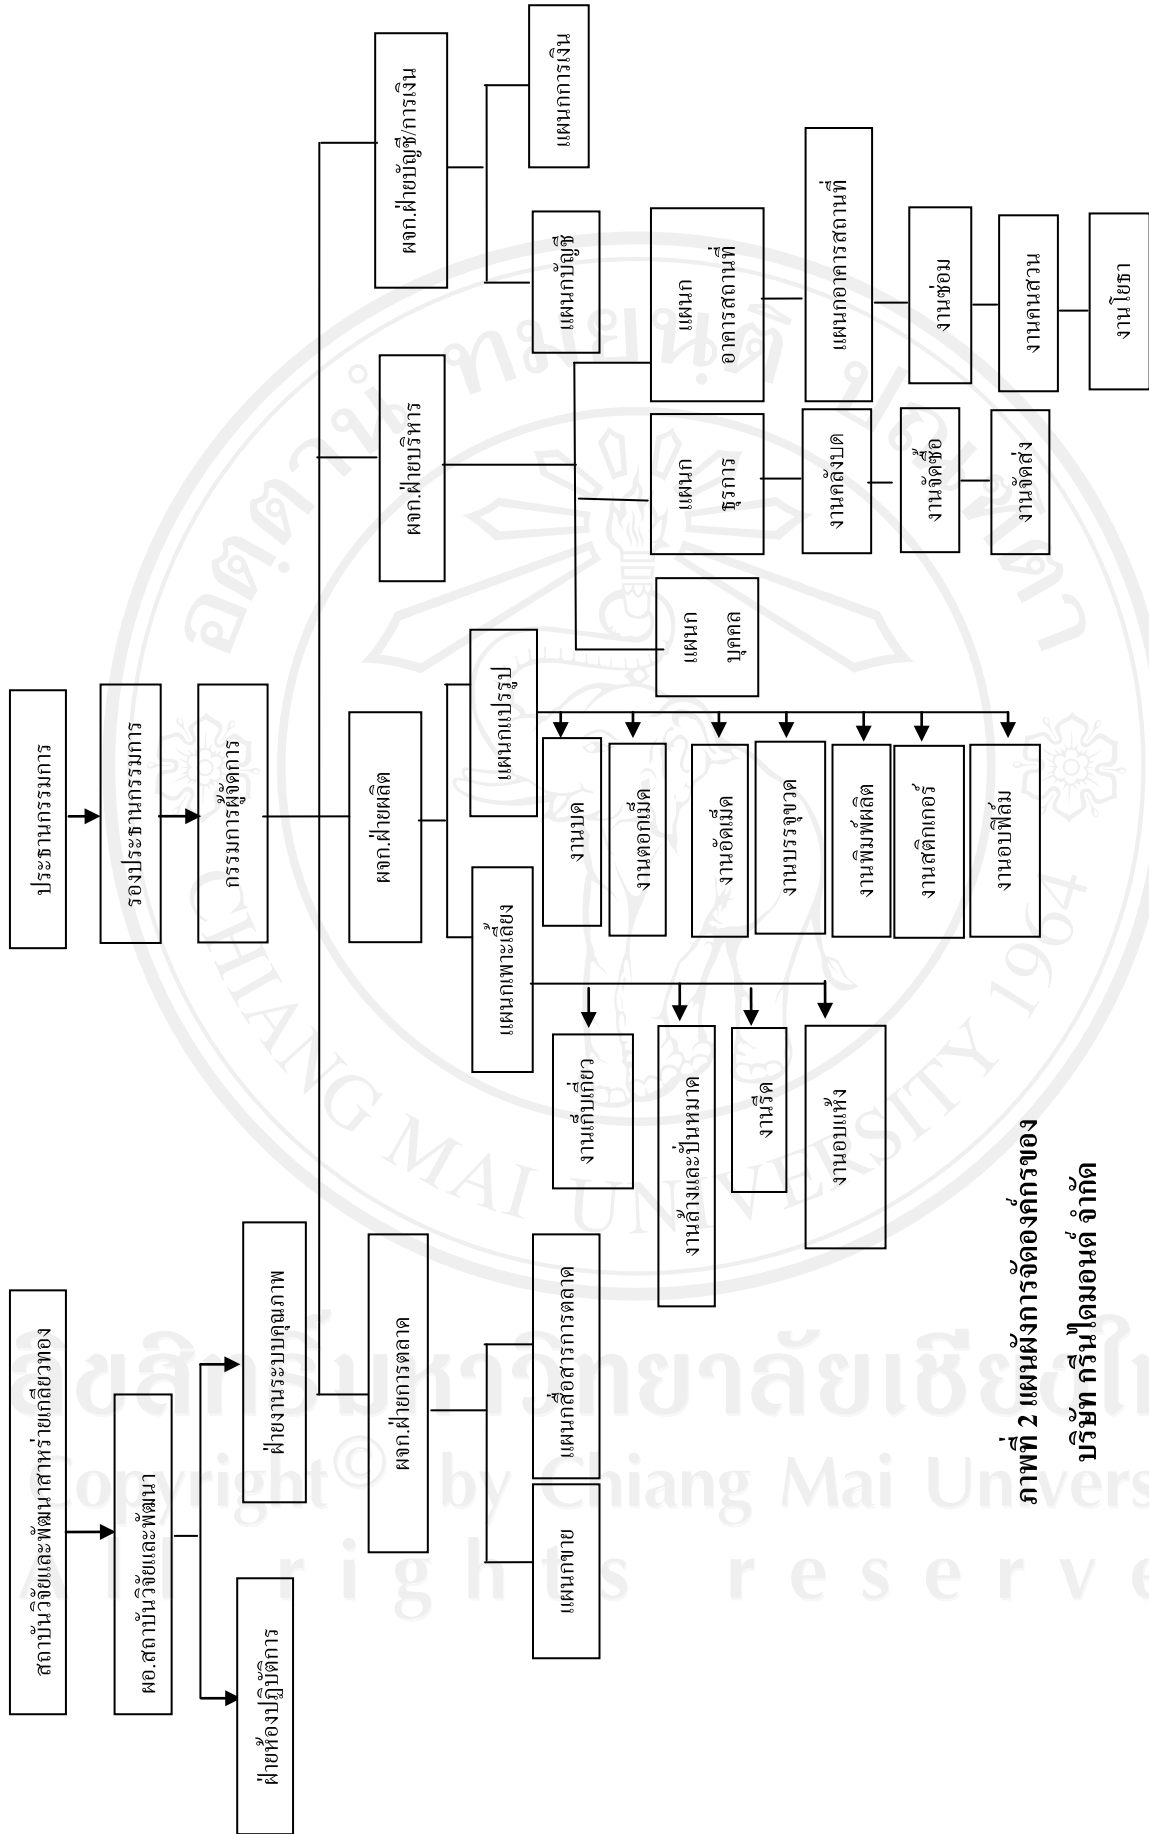 สถาบันวิจัยและพัฒนาสาหร่ายเกลียวทอง
ประธานกรรมการ
ผอ.สถาบันวิจัยและพัฒนา
รองประธานกรรมการ
ฝ่ายห้องปฏิบัติการ
ฝ่ายงานระบบคุณภาพ
กรรมการผู้จัดการ
ผจก.ฝ่ายการตลาด
ผจก.ฝ่ายผลิต
ผจก.ฝ่ายบริหาร
ผจก.ฝ่ายบัญชี/การเงิน
แผนกขาย
แผนกสื่อสารการตลาด
แผนกเพาะเลี้ยง
แผนกแปรรูป
แผนกบัญชี
แผนกการเงิน
งานเก็บเกี่ยว
งานล้างและปั่นหมาด
งานรีด
งานอบแห้ง
งานบด
งานตอกเม็ด
งานอัดเม็ด
งานบรรจุขวด
งานพิมพ์ผลิต
งานสติกเกอร์
งานอบฟิล์ม
แผนก
บุคคล
แผนก
ธุรการ
แผนก
อาคารสถานที่
งานคลังบด
งานจัดซื้อ
งานจัดส่ง
แผนกอาคารสถานที่
งานซ่อม
งานคนสวน
งานโยธา
ภาพที่ 2 แผนผังการจัดองค์กรของ
บริษัท กรีนไดมอนด์ จำกัด
CHIANG MAI UNIVERSITY 1964
Copyright © by Chiang Mai Univers
All rights reserve